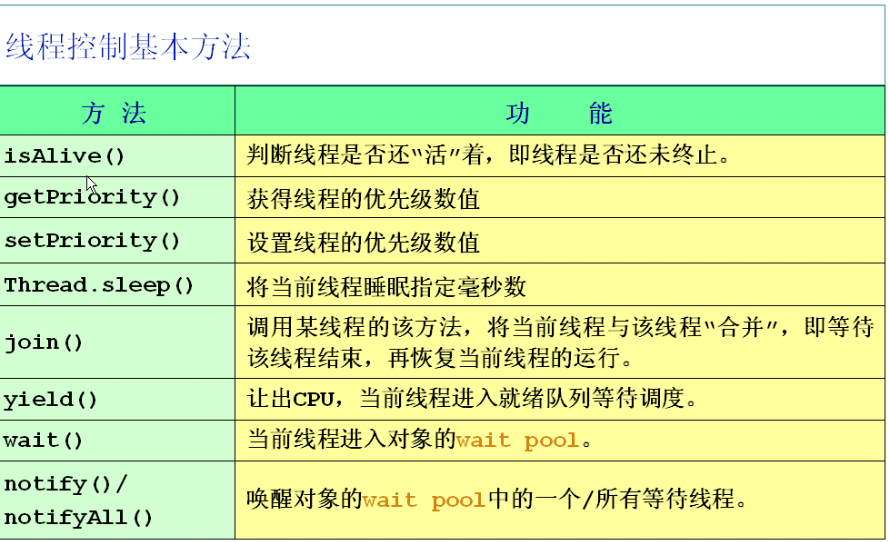 线程控制基本方法
方 法
功 能
isAlive()
判断线程是否还“活”着，即线程是否还未终止。
getPriority()
获得线程的优先级数值
setPriority()
设置线程的优先级数值
Thread.sleep()
将当前线程睡眠指定毫秒数
join()
调用某线程的该方法，将当前线程与该线程“合并”，即等待
该线程结束，再恢复当前线程的运行。
yield()
让出CPU，当前线程进入就绪队列等待调度。
wait()
当前线程进入对象的wait pool。
notify()/
notifyAll()
唤醒对象的wait pool中的一个/所有等待线程。